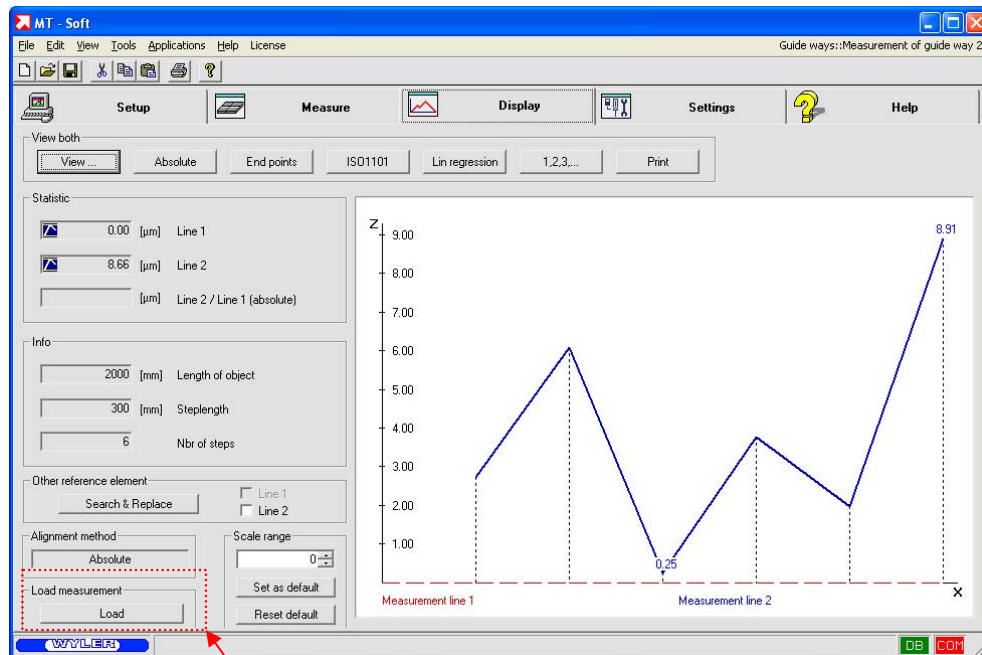 MT - Soft
File Edit View Tools Applications Help License Guide ways::Measurement of guide way 2
Setup Measure Display Settings Help
View both
View ... Absolute End points ISO1101 Lin regression 1,2,3,... Print
Statistic
0.00 [µm] Line 1
8.66 [µm] Line 2
[µm] Line 2 / Line 1 (absolute)
Info
2000 [mm] Length of object
300 [mm] Steplength
6 Nbr of steps
Other reference element
Search & Replace
Line 1
Line 2
Alignment method
Absolute
Scale range
0
Set as default
Reset default
Load measurement
Load
Z
9.00
8.00
7.00
6.00
5.00
4.00
3.00
2.00
1.00
8.91
0.25
X
Measurement line 1 Measurement line 2
WYLER DB COM